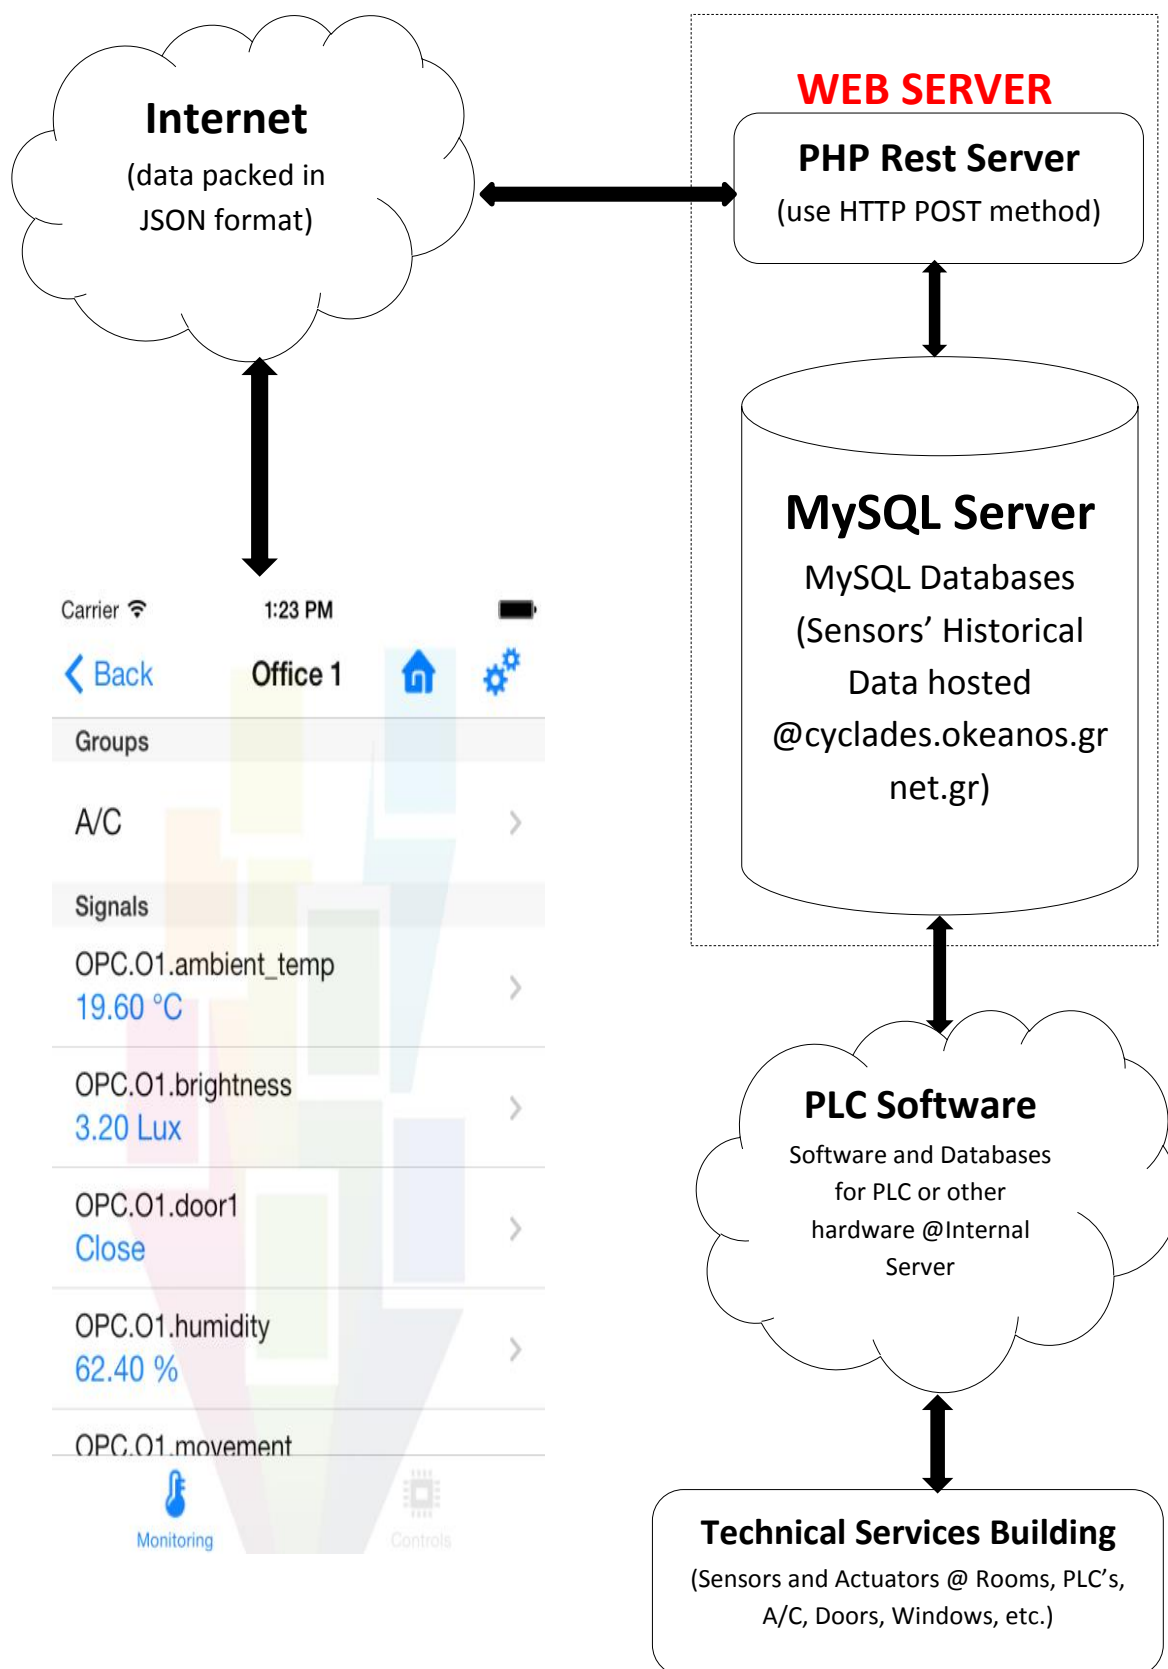 Internet
(data packed in
JSON format)
WEB SERVER
PHP Rest Server
(use HTTP POST method)
MySQL Server
MySQL Databases
(Sensors’ Historical
Data hosted
@cyclades.okeanos.gr
net.gr)
Carrier
1:23 PM
Back
Office 1
Groups
A/C
Signals
OPC.O1.ambient_temp
19.60 °C
OPC.O1.brightness
3.20 Lux
OPC.O1.door1
Close
OPC.O1.humidity
62.40 %
OPC.O1.movement
Monitoring
Controls
PLC Software
Software and Databases
for PLC or other
hardware @Internal
Server
Technical Services Building
(Sensors and Actuators @ Rooms, PLC’s,
A/C, Doors, Windows, etc.)